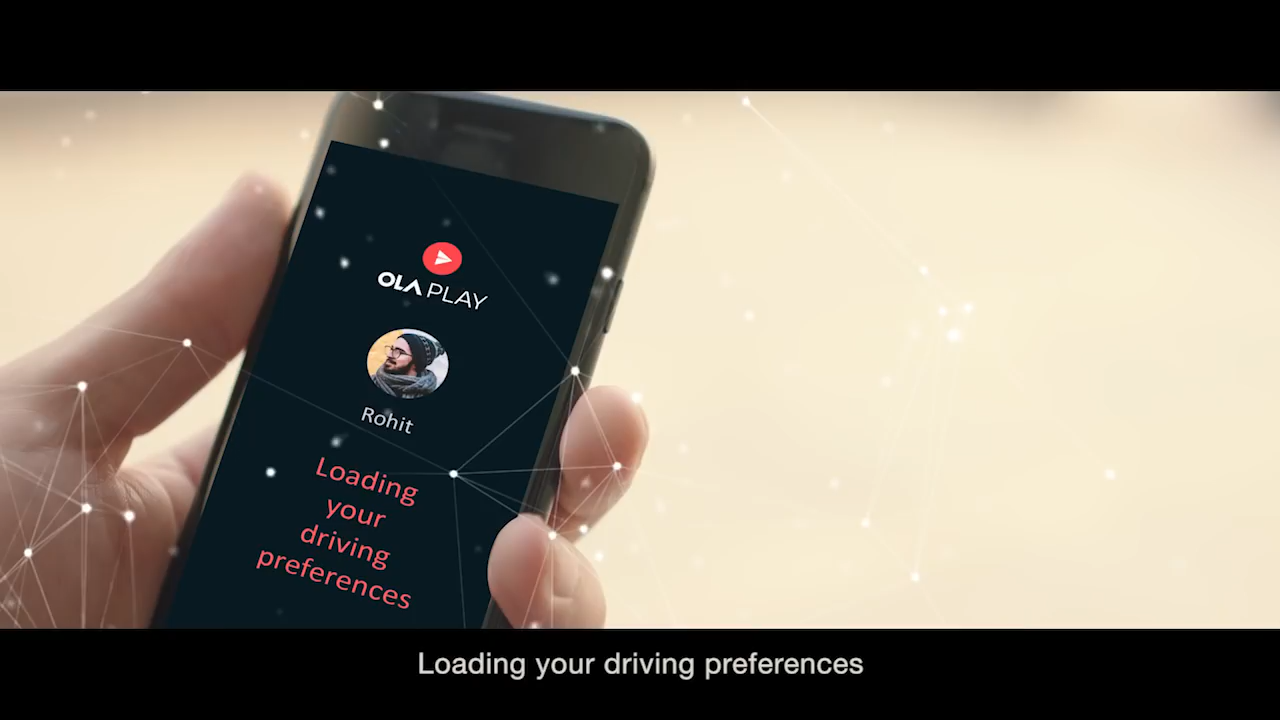 OLA PLAY
Rohit
Loading
your
driving
preferences
Loading your driving preferences